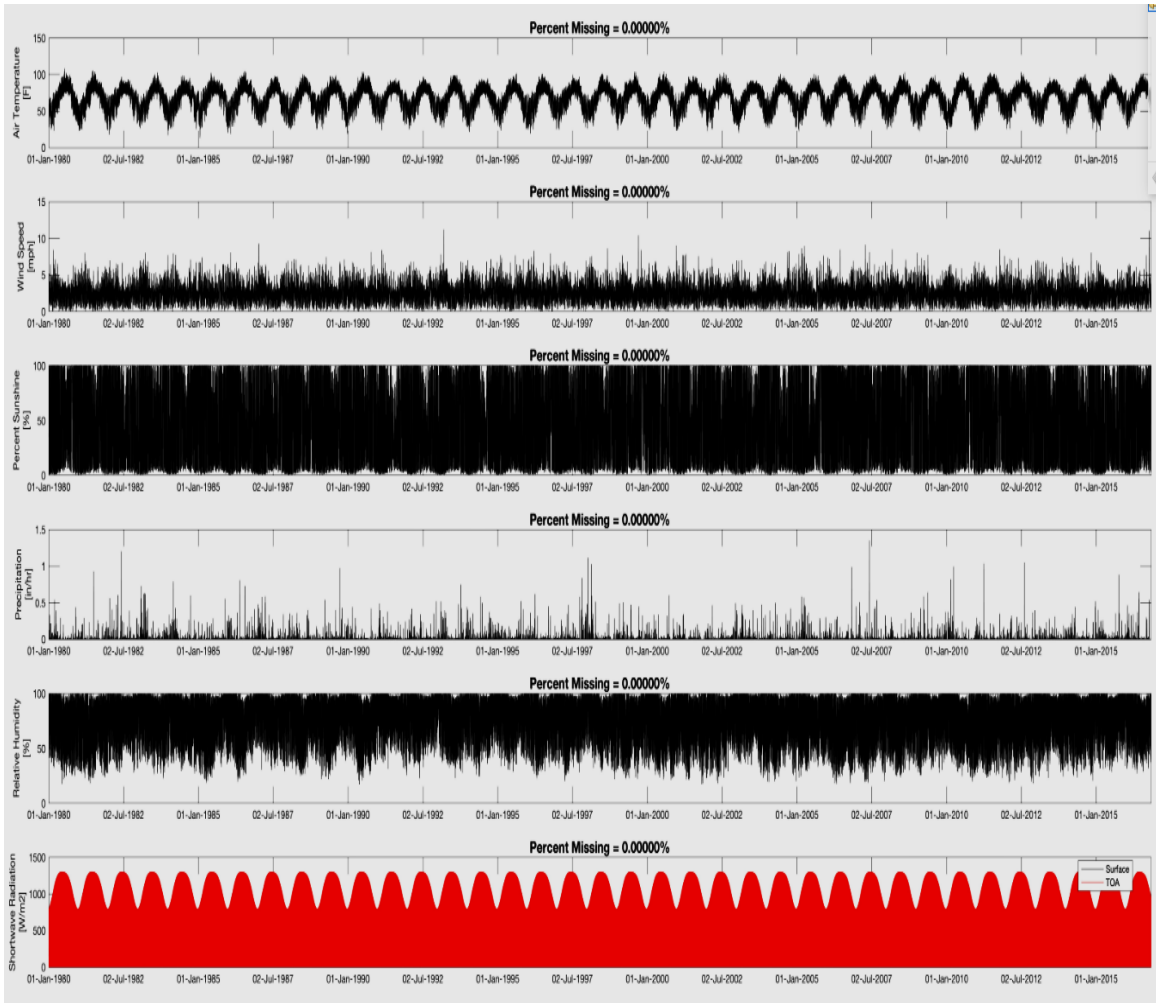 Percent Missing = 0.00000%
Air Temperature
[F]
150
100
50
0
01-Jan-1980 02-Jul-1982 01-Jan-1985 02-Jul-1987 01-Jan-1990 02-Jul-1992 01-Jan-1995 02-Jul-1997 01-Jan-2000 02-Jul-2002 01-Jan-2005 02-Jul-2007 01-Jan-2010 02-Jul-2012 01-Jan-2015
Percent Missing = 0.00000%
Wind Speed
[mph]
15
10
5
0
01-Jan-1980 02-Jul-1982 01-Jan-1985 02-Jul-1987 01-Jan-1990 02-Jul-1992 01-Jan-1995 02-Jul-1997 01-Jan-2000 02-Jul-2002 01-Jan-2005 02-Jul-2007 01-Jan-2010 02-Jul-2012 01-Jan-2015
Percent Missing = 0.00000%
Percent Sunshine
[%]
100
50
0
01-Jan-1980 02-Jul-1982 01-Jan-1985 02-Jul-1987 01-Jan-1990 02-Jul-1992 01-Jan-1995 02-Jul-1997 01-Jan-2000 02-Jul-2002 01-Jan-2005 02-Jul-2007 01-Jan-2010 02-Jul-2012 01-Jan-2015
Percent Missing = 0.00000%
Precipitation
[in/hr]
1.5
1
0.5
0
01-Jan-1980 02-Jul-1982 01-Jan-1985 02-Jul-1987 01-Jan-1990 02-Jul-1992 01-Jan-1995 02-Jul-1997 01-Jan-2000 02-Jul-2002 01-Jan-2005 02-Jul-2007 01-Jan-2010 02-Jul-2012 01-Jan-2015
Percent Missing = 0.00000%
Relative Humidity
[%]
100
50
0
01-Jan-1980 02-Jul-1982 01-Jan-1985 02-Jul-1987 01-Jan-1990 02-Jul-1992 01-Jan-1995 02-Jul-1997 01-Jan-2000 02-Jul-2002 01-Jan-2005 02-Jul-2007 01-Jan-2010 02-Jul-2012 01-Jan-2015
Percent Missing = 0.00000%
Shortwave Radiation
[W/m2]
1500
1000
500
0
Surface
TOA
01-Jan-1980 02-Jul-1982 01-Jan-1985 02-Jul-1987 01-Jan-1990 02-Jul-1992 01-Jan-1995 02-Jul-1997 01-Jan-2000 02-Jul-2002 01-Jan-2005 02-Jul-2007 01-Jan-2010 02-Jul-2012 01-Jan-2015